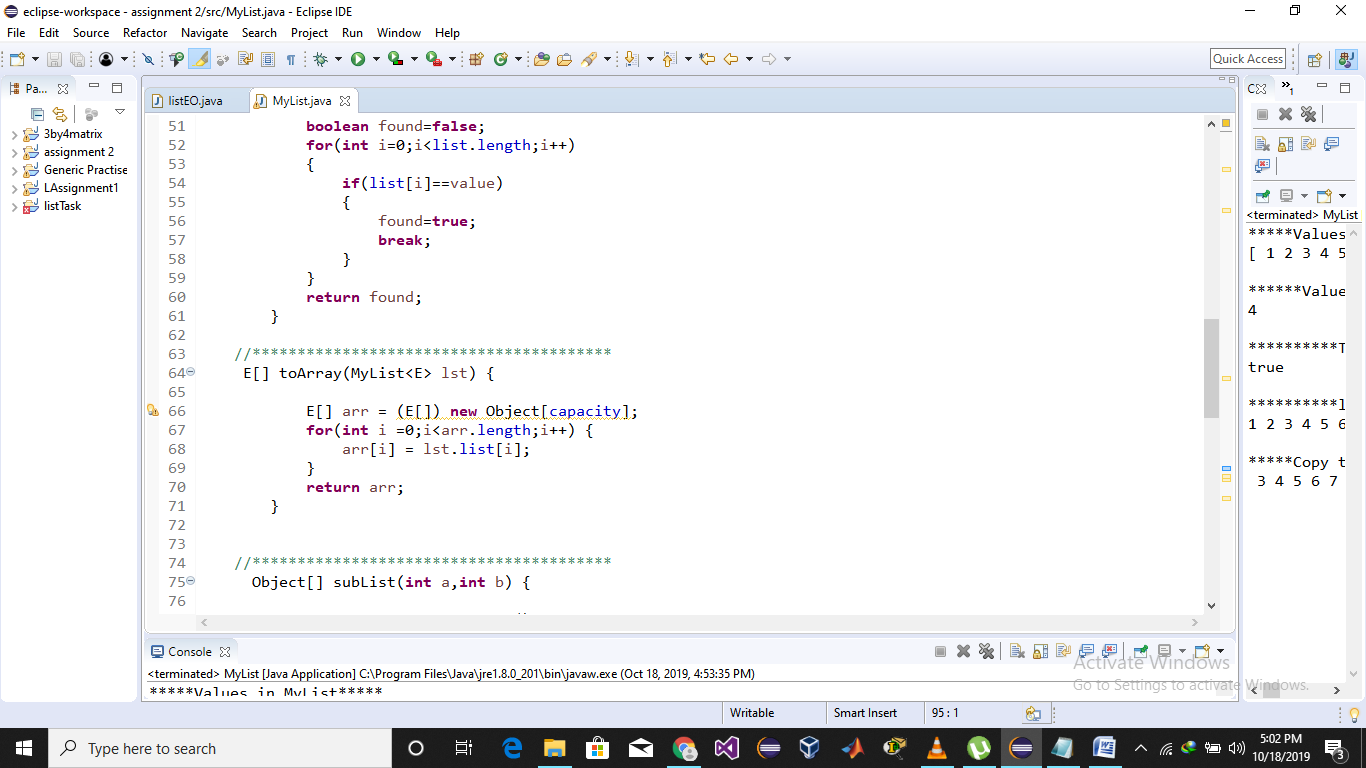 eclipse-workspace - assignment 2/src/MyList.java - Eclipse IDE
File Edit Source Refactor Navigate Search Project Run Window Help
Quick Access
Pa...
3by4matrix
assignment 2
Generic Practise
LAssignment1
listTask
listEO.java MyList.java
51 boolean found=false;
52 for(int i=0;i<list.length;i++)
53 {
54 if(list[i]==value)
55 {
56 found=true;
57 break;
58 }
59 }
60 return found;
61 }
62
63 //****************************************
64 E[] toArray(MyList<E> lst) {
65
66 E[] arr = (E[]) new Object[capacity];
67 for(int i =0;i<arr.length;i++) {
68 arr[i] = lst.list[i];
69 }
70 return arr;
71 }
72
73
74 //****************************************
75 Object[] subList(int a,int b) {
76
<terminated> MyList
*****Values
[ 1 2 3 4 5
******Value
4
**********T
true
**********l
1 2 3 4 5 6
*****Copy t
3 4 5 6 7
Console
<terminated> MyList [Java Application] C:\Program Files\Java\jre1.8.0_201\bin\javaw.exe (Oct 18, 2019, 4:53:35 PM)
*****Values in MyList*****
Activate Windows
Go to Settings to activate Windows.
Writable Smart Insert 95 : 1
Type here to search
5:02 PM
10/18/2019
3